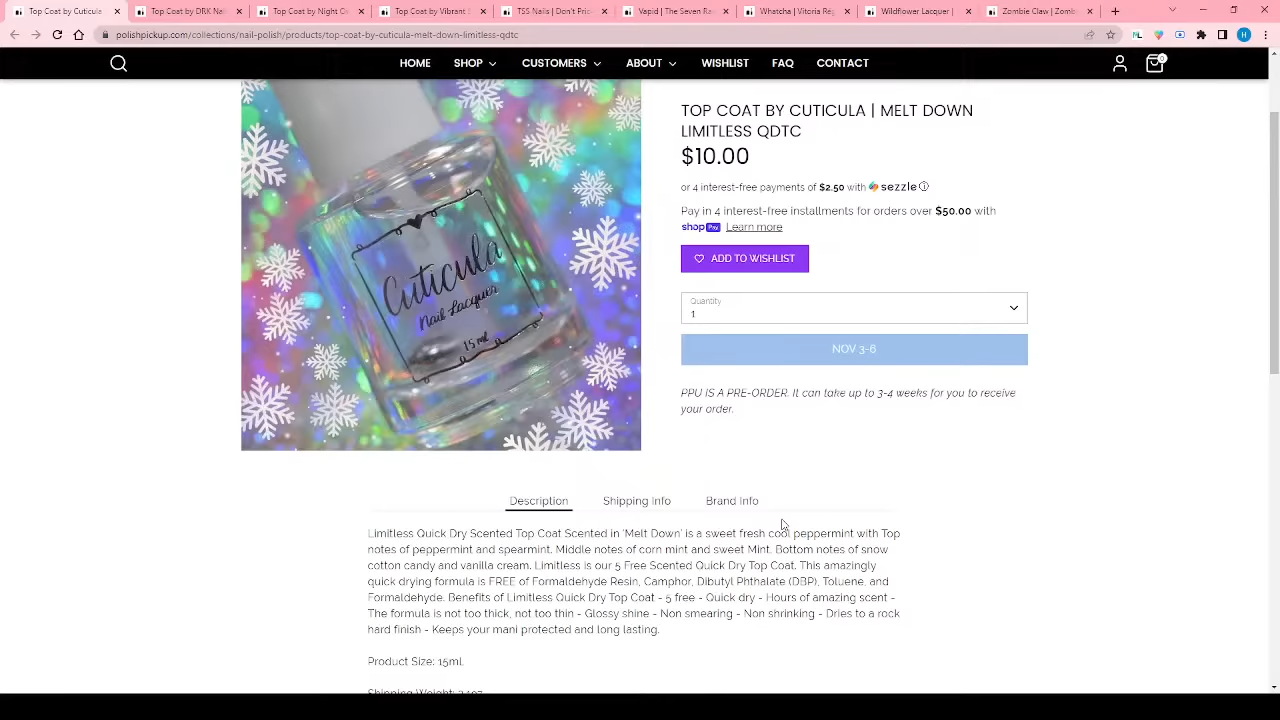 Top Coat by Cuticula
Top Coat by DRK Nai
Top Coat by Night O
Top Coat by Vibrant S
TSS Nails | Don't Pric
Vapid | The Seven Ra
Whatcha | Vitoria Reg
Wildflower Lacquer |
Zombie Claw | Zomb
polishpickup.com/collections/nail-polish/products/top-coat-by-cuticula-melt-down-limitless-qdtc
HOME SHOP CUSTOMERS ABOUT WISHLIST FAQ CONTACT
0
TOP COAT BY CUTICULA | MELT DOWN
LIMITLESS QDTC
$10.00
or 4 interest-free payments of $2.50 with sezzle
Pay in 4 interest-free installments for orders over $50.00 with
shop Pay Learn more
ADD TO WISHLIST
Quantity
1
NOV 3-6
PPU IS A PRE-ORDER. It can take up to 3-4 weeks for you to receive
your order.
Cuticula
Nail Lacquer
15 ml
Description Shipping Info Brand Info
Limitless Quick Dry Scented Top Coat Scented in 'Melt Down' is a sweet fresh cool peppermint with Top
notes of peppermint and spearmint. Middle notes of corn mint and sweet Mint. Bottom notes of snow
cotton candy and vanilla cream. Limitless is our 5 Free Scented Quick Dry Top Coat. This amazingly
quick drying formula is FREE of Formaldehyde Resin, Camphor, Dibutyl Phthalate (DBP), Toluene, and
Formaldehyde. Benefits of Limitless Quick Dry Top Coat - 5 free - Quick dry - Hours of amazing scent -
The formula is not too thick, not too thin - Glossy shine - Non smearing - Non shrinking - Dries to a rock
hard finish - Keeps your mani protected and long lasting.
Product Size: 15mL